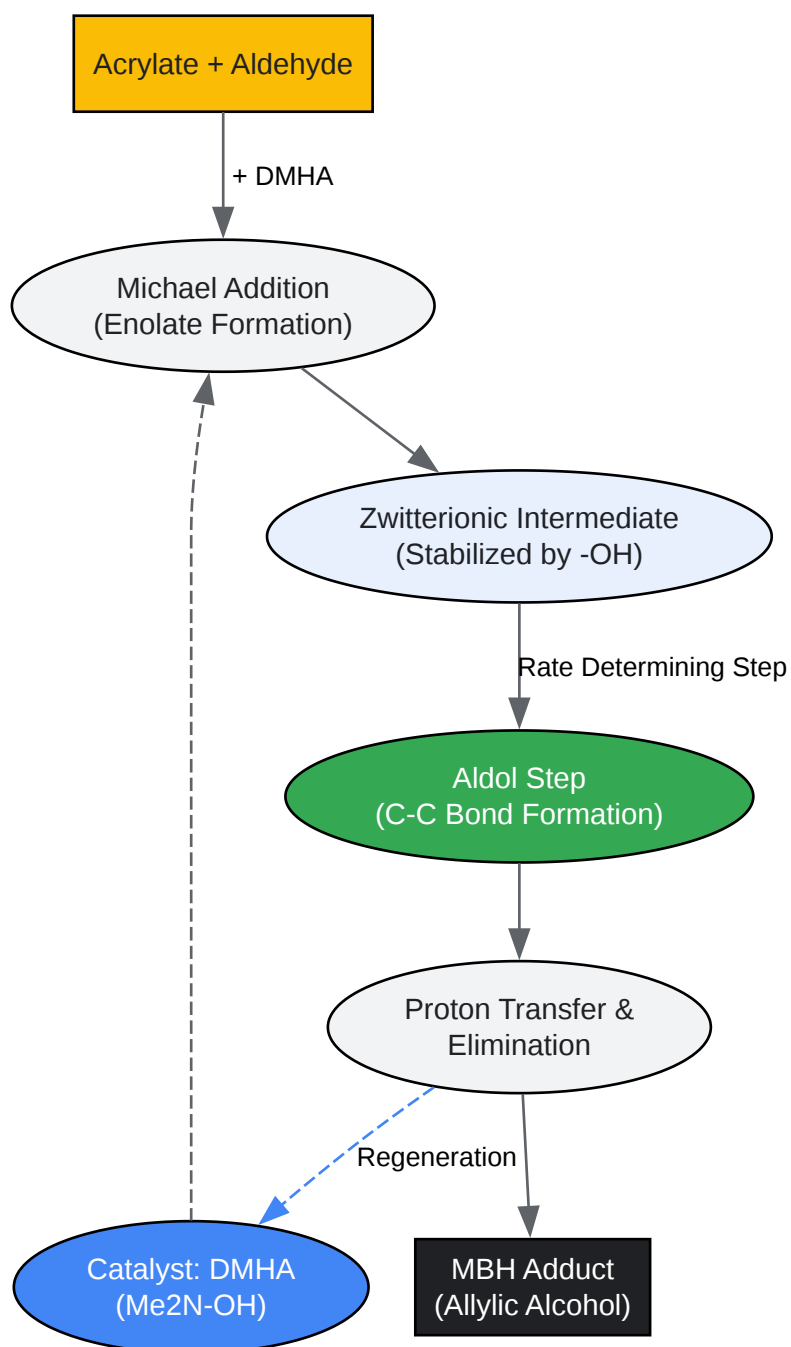 Acrylate + Aldehyde
+ DMHA
Michael Addition
(Enolate Formation)
Zwitterionic Intermediate
(Stabilized by -OH)
Rate Determining Step
Aldol Step
(C-C Bond Formation)
Proton Transfer &
Elimination
Regeneration
Catalyst: DMHA
(Me2N-OH)
MBH Adduct
(Allylic Alcohol)